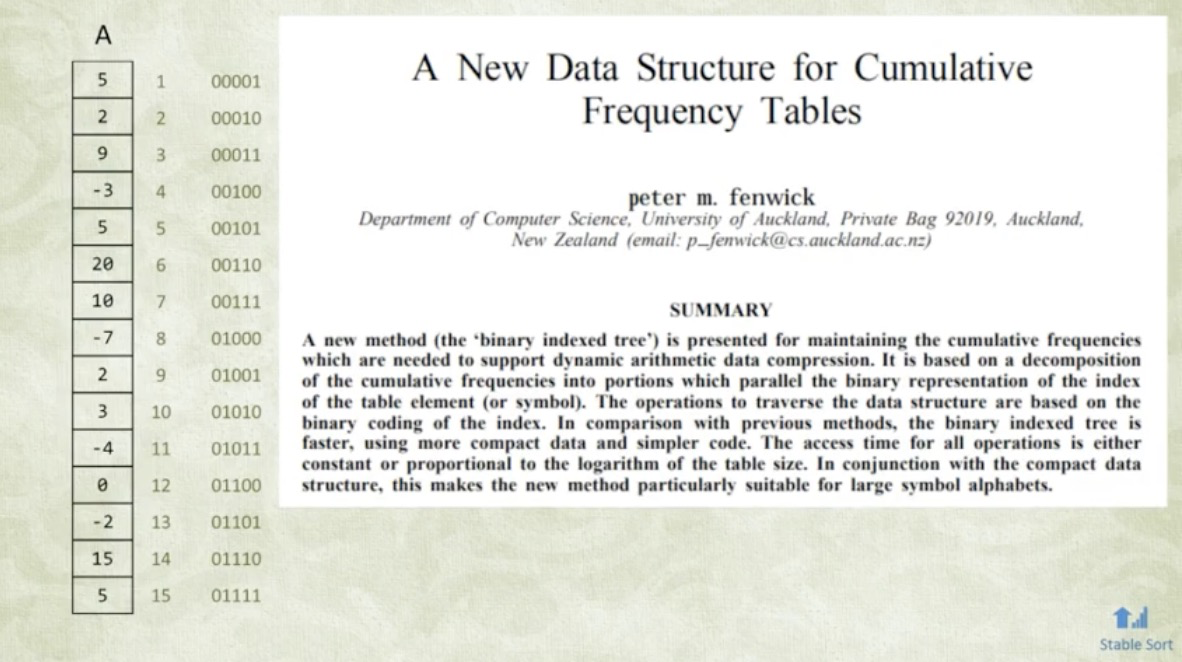 A
5 1 00001
2 2 00010
9 3 00011
-3 4 00100
5 5 00101
20 6 00110
10 7 00111
-7 8 01000
2 9 01001
3 10 01010
-4 11 01011
0 12 01100
-2 13 01101
15 14 01110
5 15 01111
A New Data Structure for Cumulative
Frequency Tables
peter m. fenwick
Department of Computer Science, University of Auckland, Private Bag 92019, Auckland,
New Zealand (email: p_fenwick@cs.auckland.ac.nz)
SUMMARY
A new method (the ‘binary indexed tree’) is presented for maintaining the cumulative frequencies
which are needed to support dynamic arithmetic data compression. It is based on a decomposition
of the cumulative frequencies into portions which parallel the binary representation of the index
of the table element (or symbol). The operations to traverse the data structure are based on the
binary coding of the index. In comparison with previous methods, the binary indexed tree is
faster, using more compact data and simpler code. The access time for all operations is either
constant or proportional to the logarithm of the table size. In conjunction with the compact data
structure, this makes the new method particularly suitable for large symbol alphabets.
Stable Sort